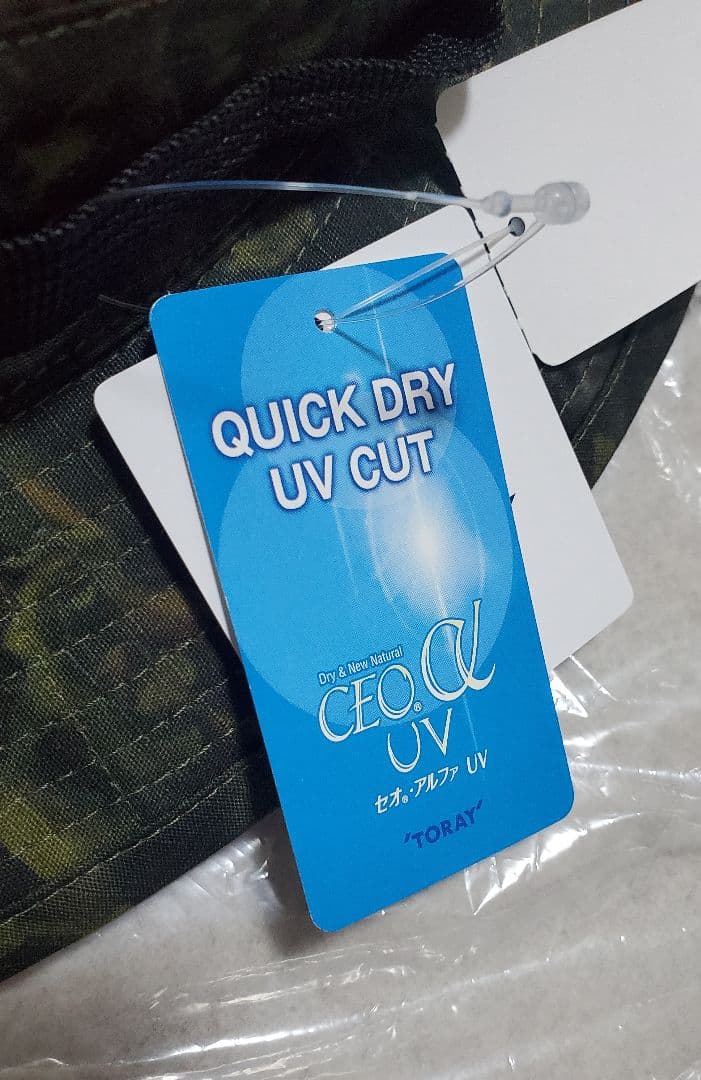 QUICK DRY
UV CUT
Dry & New Natural
CEO®α
UV
セオ®・アルファ UV
'TORAY'